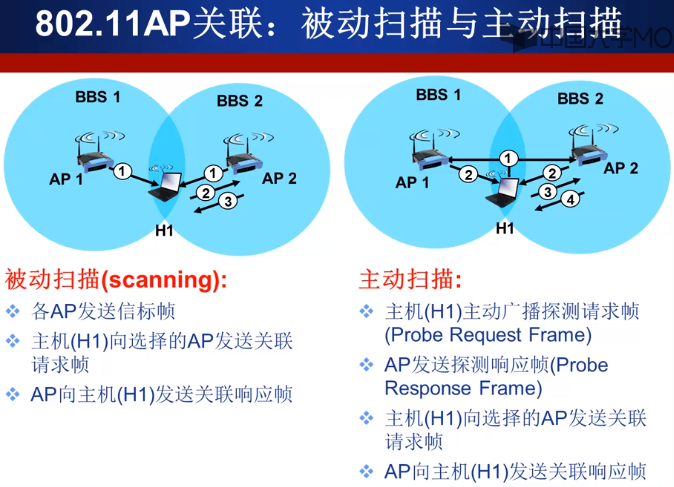 802.11AP关联：被动扫描与主动扫描
中国大学MO
BBS 1
BBS 2
AP 1
1
1
2
3
AP 2
H1
BBS 1
BBS 2
AP 1
1
2
2
3
4
AP 2
H1
被动扫描(scanning):
各AP发送信标帧
主机(H1)向选择的AP发送关联
请求帧
AP向主机(H1)发送关联响应帧
主动扫描:
主机(H1)主动广播探测请求帧
(Probe Request Frame)
AP发送探测响应帧(Probe
Response Frame)
主机(H1)向选择的AP发送关联
请求帧
AP向主机(H1)发送关联响应帧